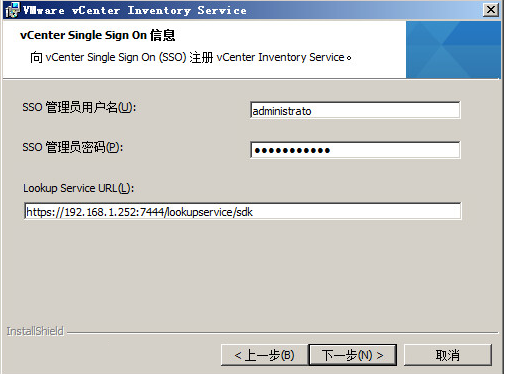 VMware vCenter Inventory Service
vCenter Single Sign On 信息
向 vCenter Single Sign On (SSO) 注册 vCenter Inventory Service。
SSO 管理员用户名(U):
administrato
SSO 管理员密码(P):
●●●●●●●●●●●
Lookup Service URL(L):
https://192.168.1.252:7444/lookupservice/sdk
InstallShield
< 上一步(B)
下一步(N) >
取消